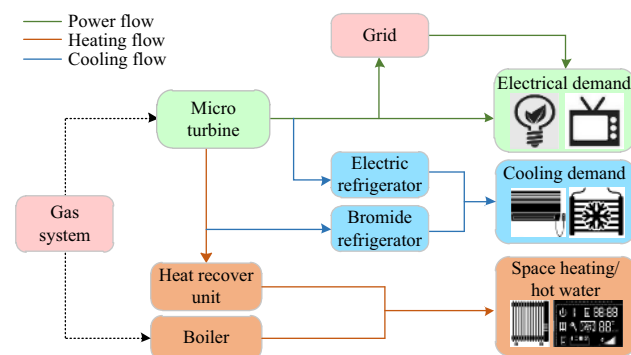 Power flow
Heating flow
Cooling flow
Grid
Electrical demand
Micro
turbine
Electric
refrigerator
Cooling demand
Gas
system
Bromide
refrigerator
Heat recover
unit
Space heating/
hot water
Boiler